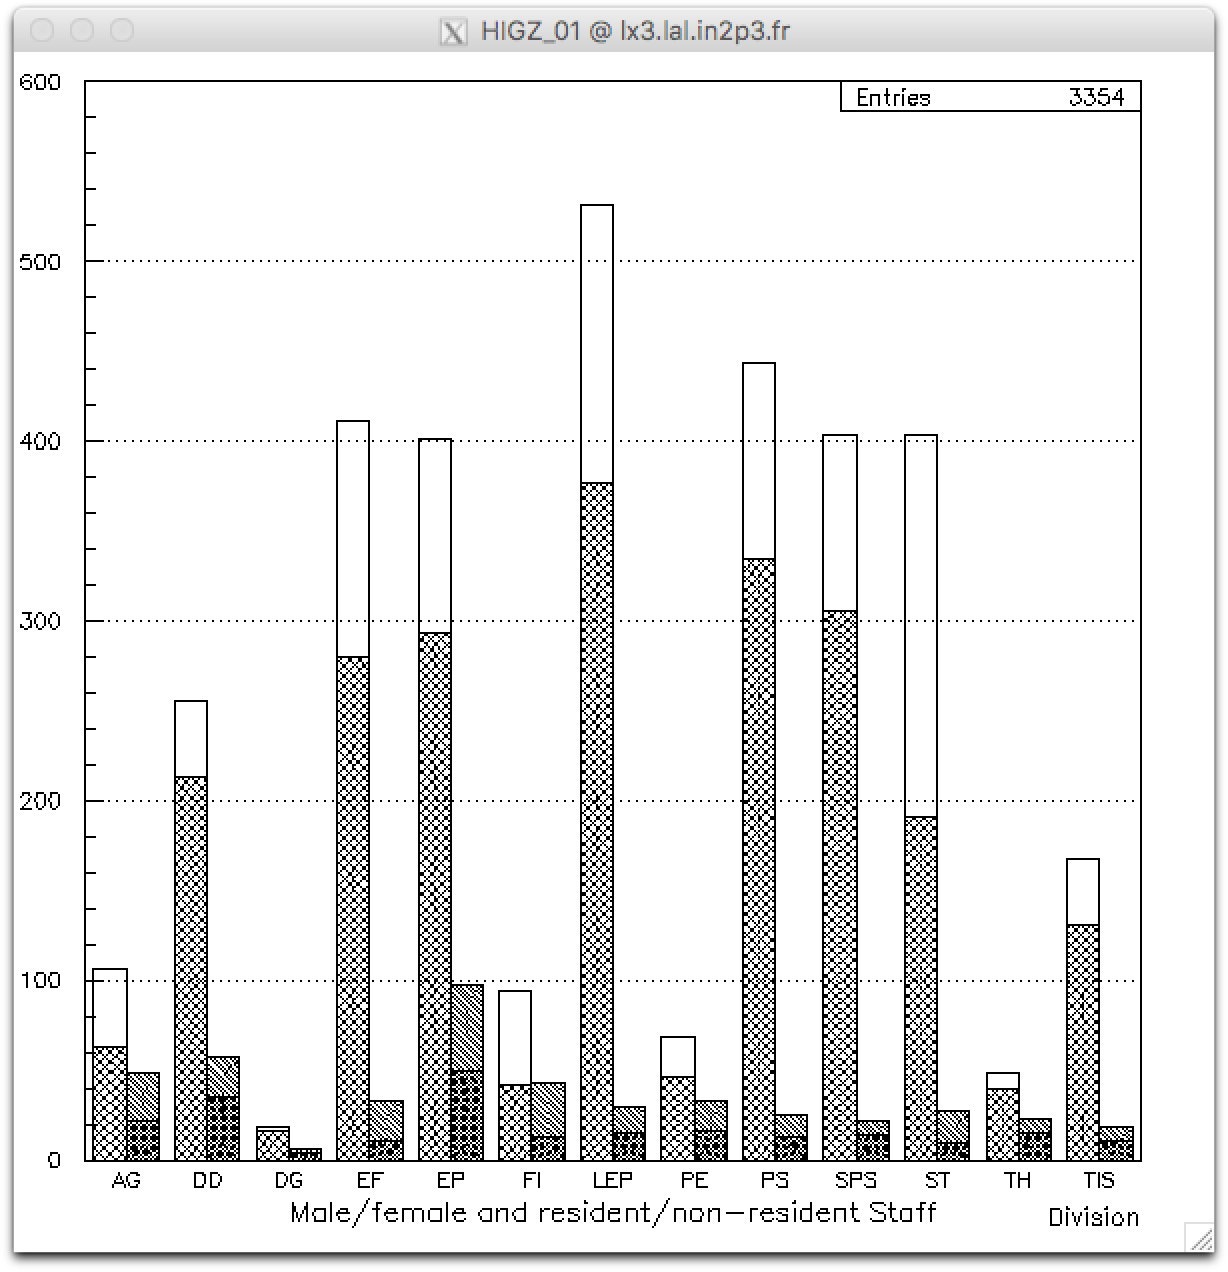 HIGZ_01 @ lx3.lal.in2p3.fr
600
Entries 3354
500
400
300
200
100
0
AG DD DG EF EP FI LEP PE PS SPS ST TH TIS
Male/female and resident/non-resident Staff
Division